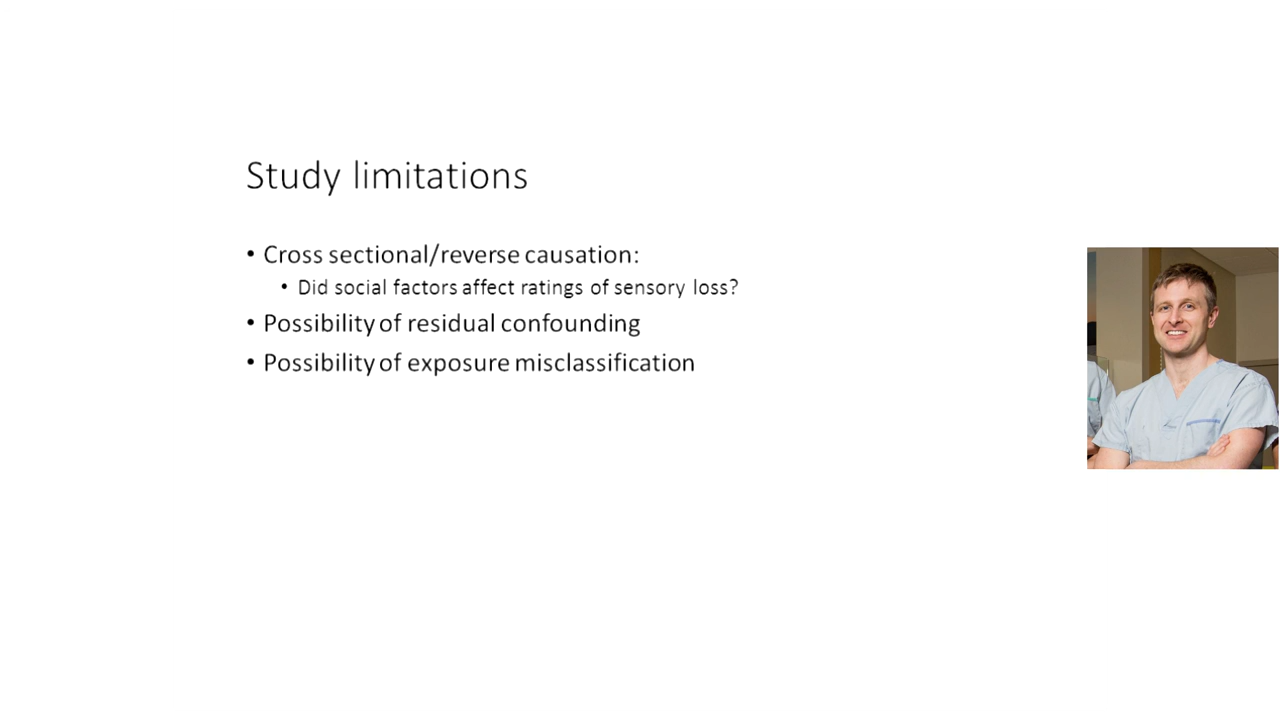 Study limitations
• Cross sectional/reverse causation:
• Did social factors affect ratings of sensory loss?
• Possibility of residual confounding
• Possibility of exposure misclassification